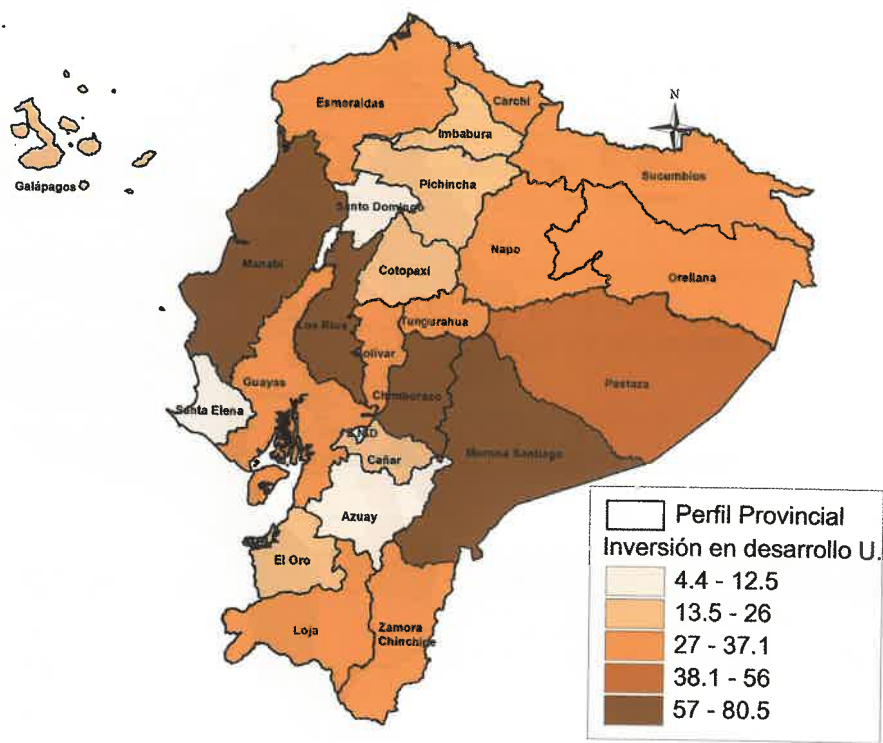 Esmeraldas
Carchi
N
Imbabura
Sucumbíos
Galápagos
Pichincha
Santo Domingo
Napo
Manabí
Cotopaxi
Orellana
Los Rios
Tungurahua
Bolívar
Guayas
Pastaza
Chimborazo
Santa Elena
Morona Santiago
Cañar
Azuay
El Oro
Loja
Zamora
Chinchipe
Perfil Provincial
Inversión en desarrollo U.
4.4 - 12.5
13.5 - 26
27 - 37.1
38.1 - 56
57 - 80.5